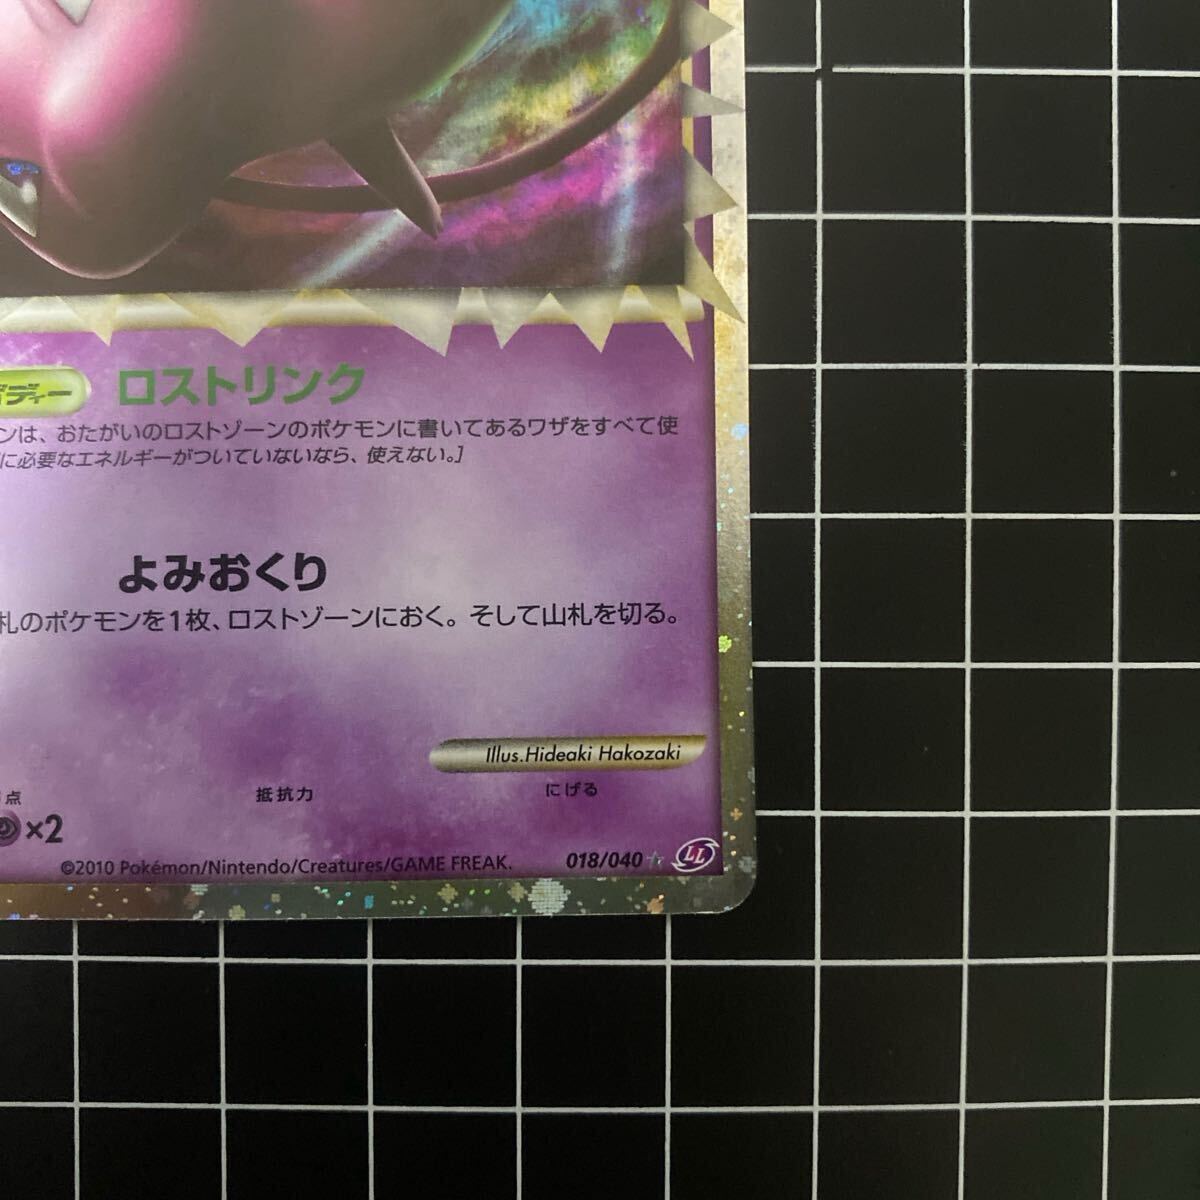 ボディー ロストリンク
ンは、おたがいのロストゾーンのポケモンに書いてあるワザをすべて使
に必要なエネルギーがついていないなら、使えない。]
よみおくり
札のポケモンを1枚、ロストゾーンにおく。そして山札を切る。
Illus.Hideaki Hakozaki
点 抵抗力 にげる
×2
©2010 Pokémon/Nintendo/Creatures/GAME FREAK. 018/040 LL